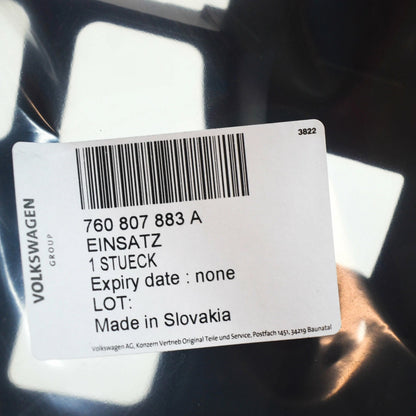 3822
VOLKSWAGEN
GROUP
760 807 883 A
EINSATZ
1 STUECK
Expiry date : none
LOT:
Made in Slovakia
Volkswagen AG, Konzern Vertrieb Original Teile und Service, Postfach 1451, 34219 Baunatal